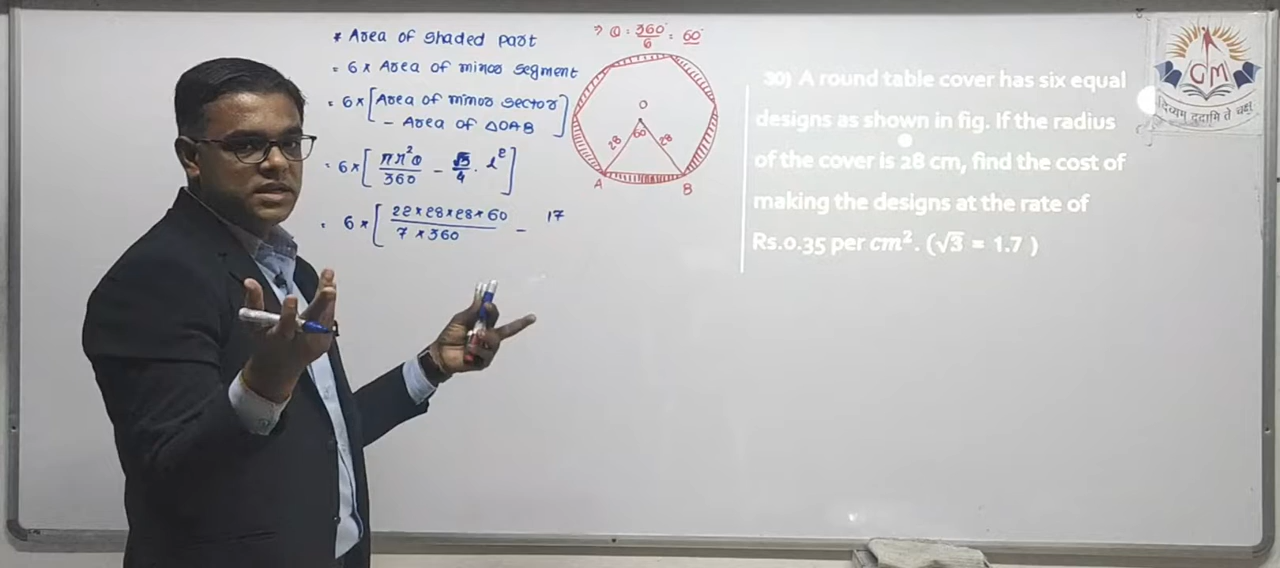 * Area of shaded part
= 6 × Area of minor segment
= 6 × [ Area of minor sector
- Area of ΔOAB ]
= 6 × [ πr²θ / 360 - √3 / 4 . l² ]
= 6 × [ 22 × 28 × 28 × 60 / 7 × 360 - 17
⇒ θ = 360° / 6 = 60°
O
60
28
28
A
B
30) A round table cover has six equal
designs as shown in fig. If the radius
of the cover is 28 cm, find the cost of
making the designs at the rate of
Rs.0.35 per cm². (√3 = 1.7 )
GM
दिव्यम् ददामि ते चक्षुः